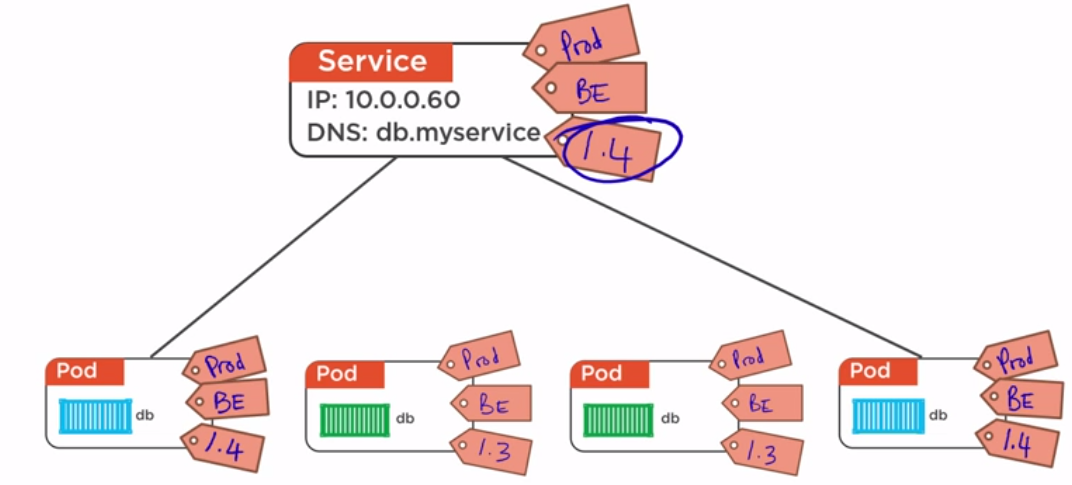 Service
IP: 10.0.0.60
DNS: db.myservice
Prod
BE
1.4
Pod
db
Prod
BE
1.4
Pod
db
Prod
BE
1.3
Pod
db
Prod
BE
1.3
Pod
db
Prod
BE
1.4